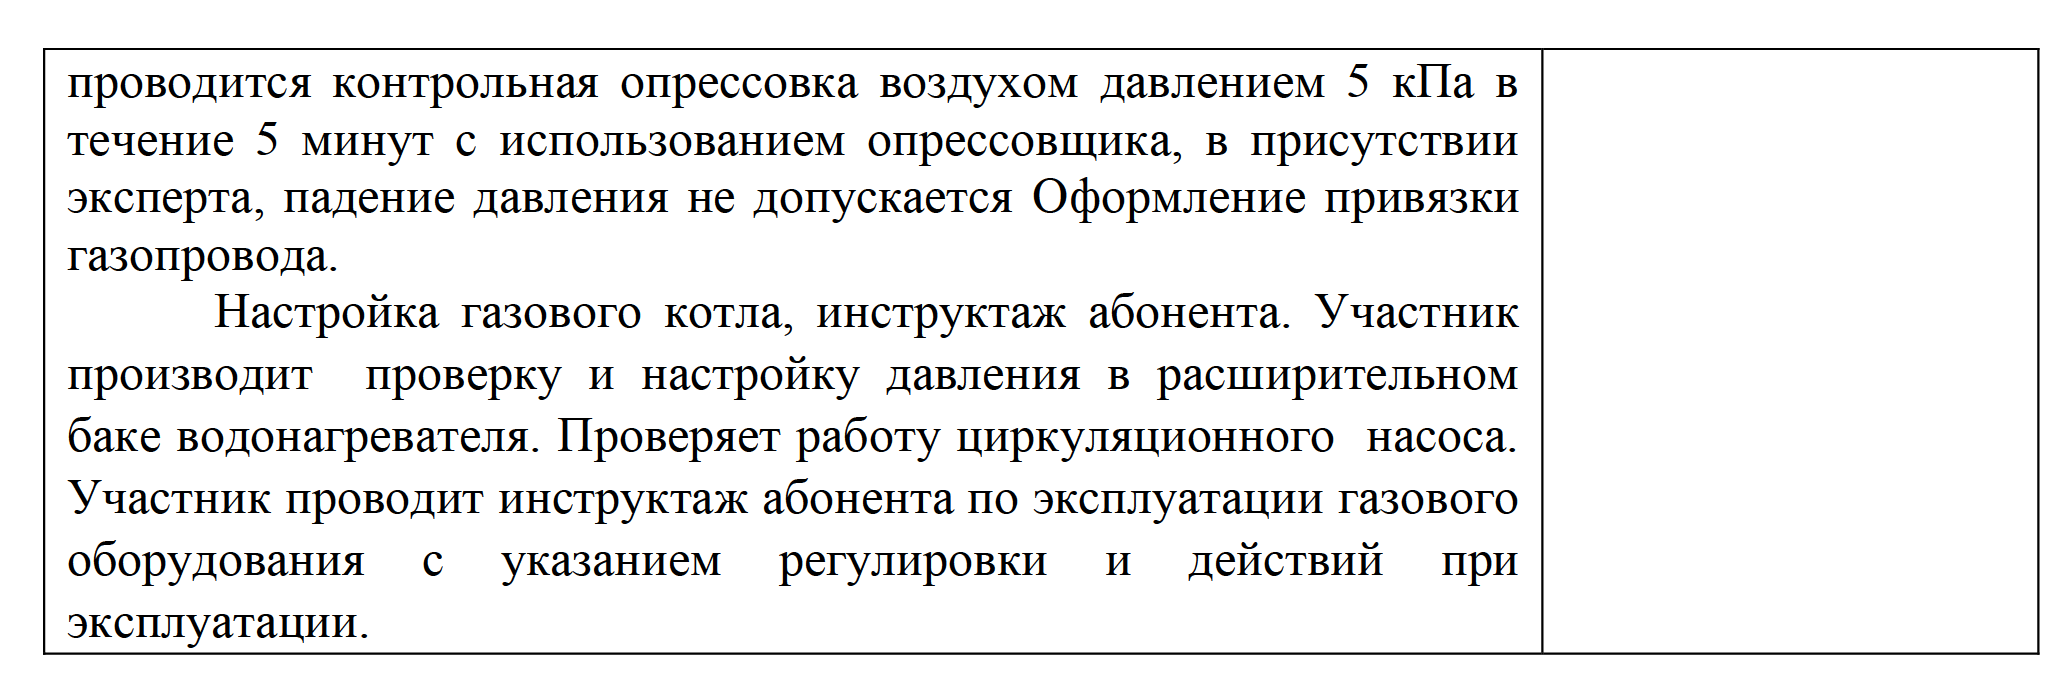 проводится контрольная опрессовка воздухом давлением 5 кПа в
течение 5 минут с использованием опрессовщика, в присутствии
эксперта, падение давления не допускается Оформление привязки
газопровода.
Настройка газового котла, инструктаж абонента. Участник
производит проверку и настройку давления в расширительном
баке водонагревателя. Проверяет работу циркуляционного насоса.
Участник проводит инструктаж абонента по эксплуатации газового
оборудования с указанием регулировки и действий при
эксплуатации.